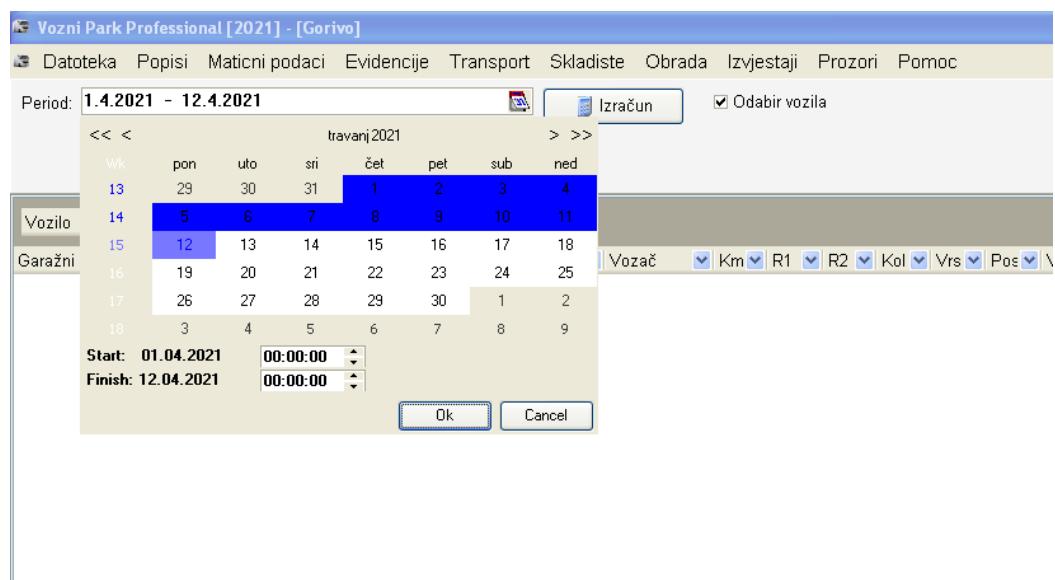 Vozni Park Professional [2021] - [Gorivo]
Datoteka Popisi Maticni podaci Evidencije Transport Skladiste Obrada Izvjestaji Prozori Pomoc
Period: 1.4.2021 - 12.4.2021 Izračun Odabir vozila
<< < travanj 2021 > >>
Wk pon uto sri čet pet sub ned
13 29 30 31 1 2 3 4
14 5 6 7 8 9 10 11
15 12 13 14 15 16 17 18
16 19 20 21 22 23 24 25
17 26 27 28 29 30 1 2
18 3 4 5 6 7 8 9
Start: 01.04.2021 00:00:00
Finish: 12.04.2021 00:00:00
Ok Cancel
Vozilo
Garažni Vozač Km R1 R2 Kol Vrs Pos